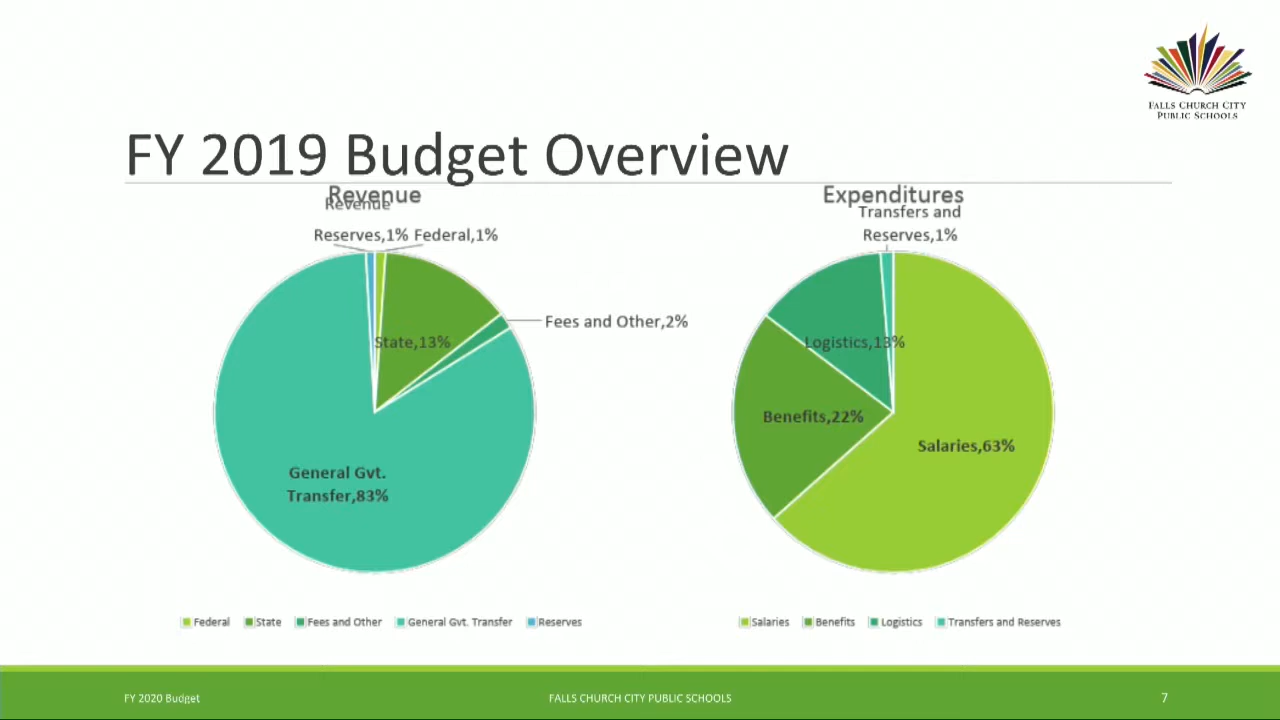 FALLS CHURCH CITY
PUBLIC SCHOOLS
FY 2019 Budget Overview
Revenue
Revenue
Reserves,1% Federal,1%
State,13%
Fees and Other,2%
General Gvt.
Transfer,83%
Federal State Fees and Other General Gvt. Transfer Reserves
Expenditures
Transfers and
Reserves,1%
Logistics,13%
Benefits,22%
Salaries,63%
Salaries Benefits Logistics Transfers and Reserves
FY 2020 Budget
FALLS CHURCH CITY PUBLIC SCHOOLS
7